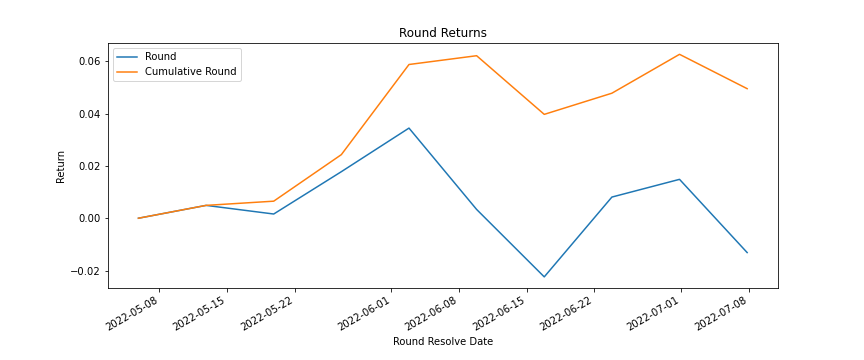 Round Returns
Round
Cumulative Round
Return
0.06
0.04
0.02
0.00
−0.02
2022-05-08
2022-05-15
2022-05-22
2022-06-01
2022-06-08
2022-06-15
2022-06-22
2022-07-01
2022-07-08
Round Resolve Date